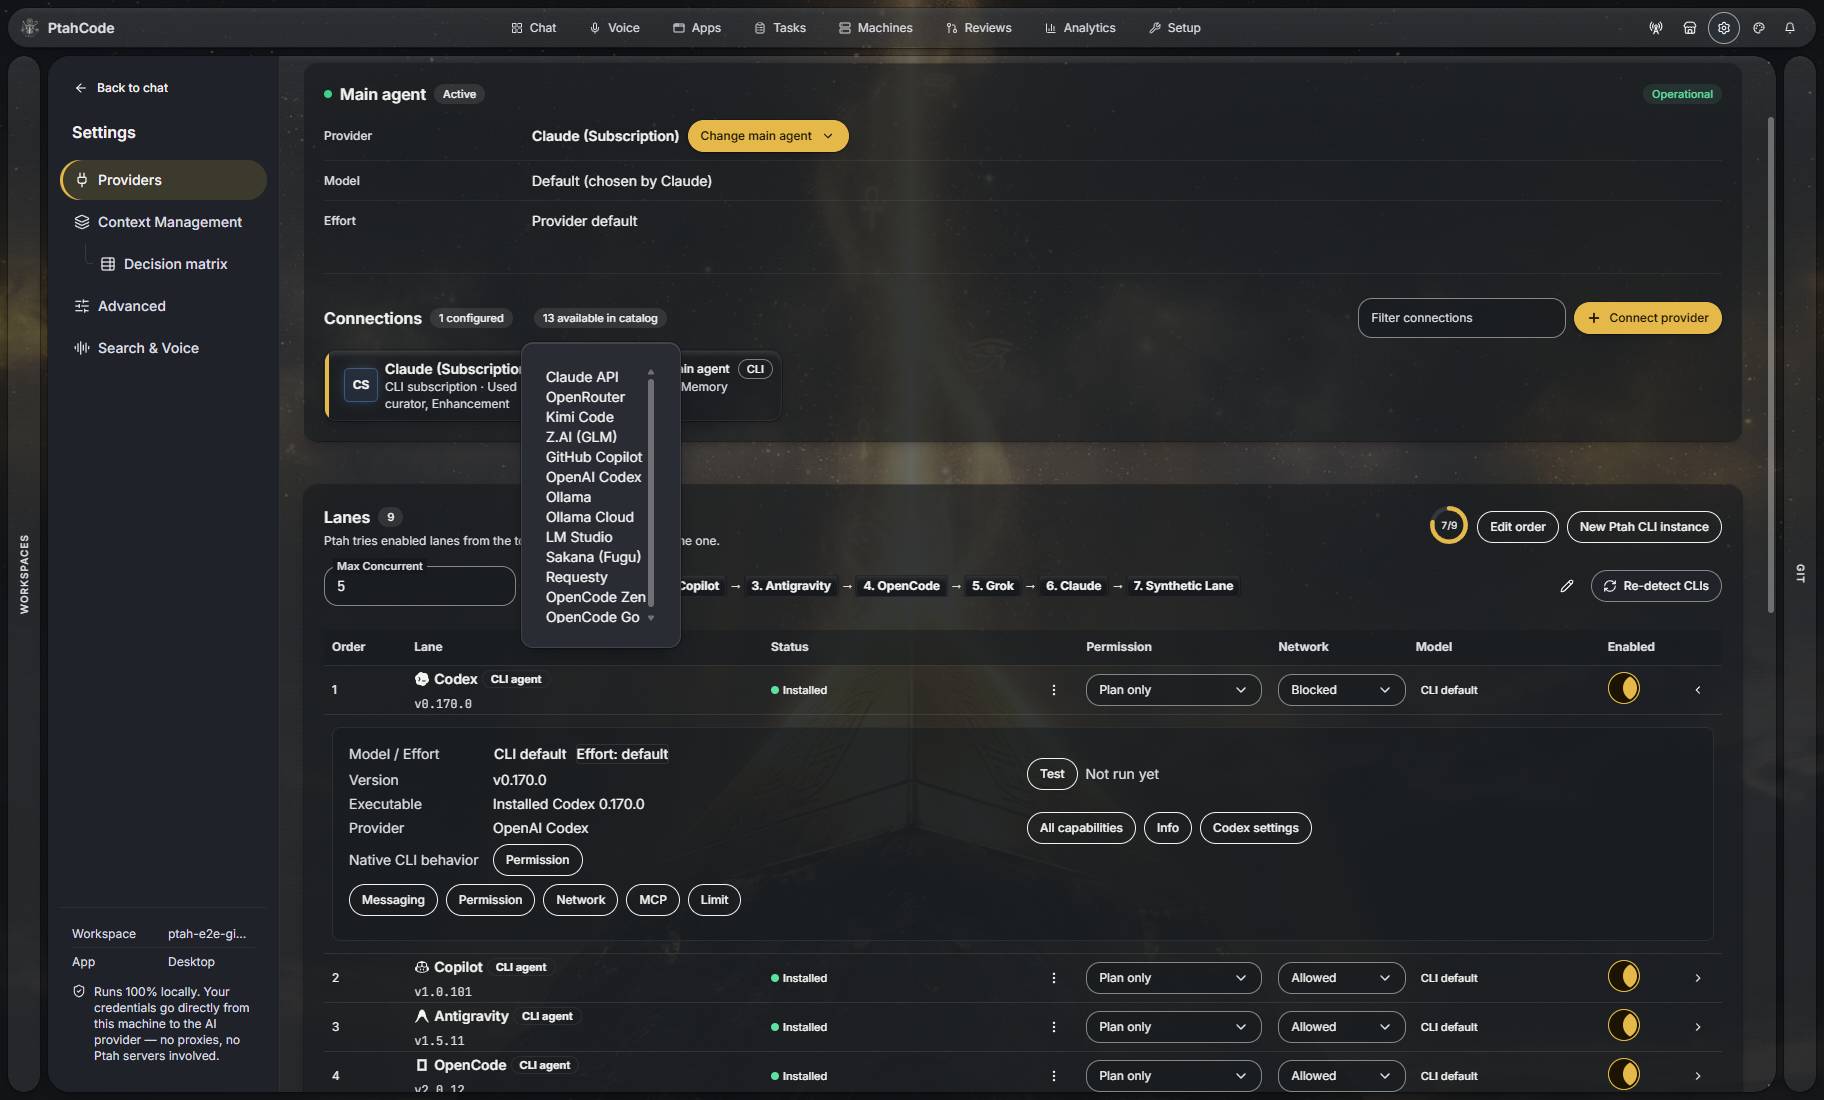 PtahCode
Chat
Voice
Apps
Tasks
Machines
Reviews
Analytics
Setup
WORKSPACES
Back to chat
Settings
Providers
Context Management
Decision matrix
Advanced
Search & Voice
Workspace ptah-e2e-gi...
App Desktop
Runs 100% locally. Your
credentials go directly from
this machine to the AI
provider — no proxies, no
Ptah servers involved.
Main agent Active
Operational
Provider Claude (Subscription) Change main agent
Model Default (chosen by Claude)
Effort Provider default
Connections 1 configured 13 available in catalog
Filter connections
+ Connect provider
CS
Claude (Subscription
CLI subscription · Used
curator, Enhancement
in agent CLI
Memory
Claude API
OpenRouter
Kimi Code
Z.AI (GLM)
GitHub Copilot
OpenAI Codex
Ollama
Ollama Cloud
LM Studio
Sakana (Fugu)
Requesty
OpenCode Zen
OpenCode Go
Lanes 9
Ptah tries enabled lanes from the
ne one.
7/9
Edit order
New Ptah CLI instance
Max Concurrent
5
Copilot → 3. Antigravity → 4. OpenCode → 5. Grok → 6. Claude → 7. Synthetic Lane
Re-detect CLIs
Order Lane Status Permission Network Model Enabled
1 Codex CLI agent Installed Plan only Blocked CLI default
v0.170.0
Model / Effort CLI default Effort: default
Version v0.170.0
Executable Installed Codex 0.170.0
Provider OpenAI Codex
Native CLI behavior Permission
Messaging Permission Network MCP Limit
Test Not run yet
All capabilities Info Codex settings
2 Copilot CLI agent Installed Plan only Allowed CLI default
v1.0.101
3 Antigravity CLI agent Installed Plan only Allowed CLI default
v1.5.11
4 OpenCode CLI agent Installed Plan only Allowed CLI default
v2.0.12
GIT